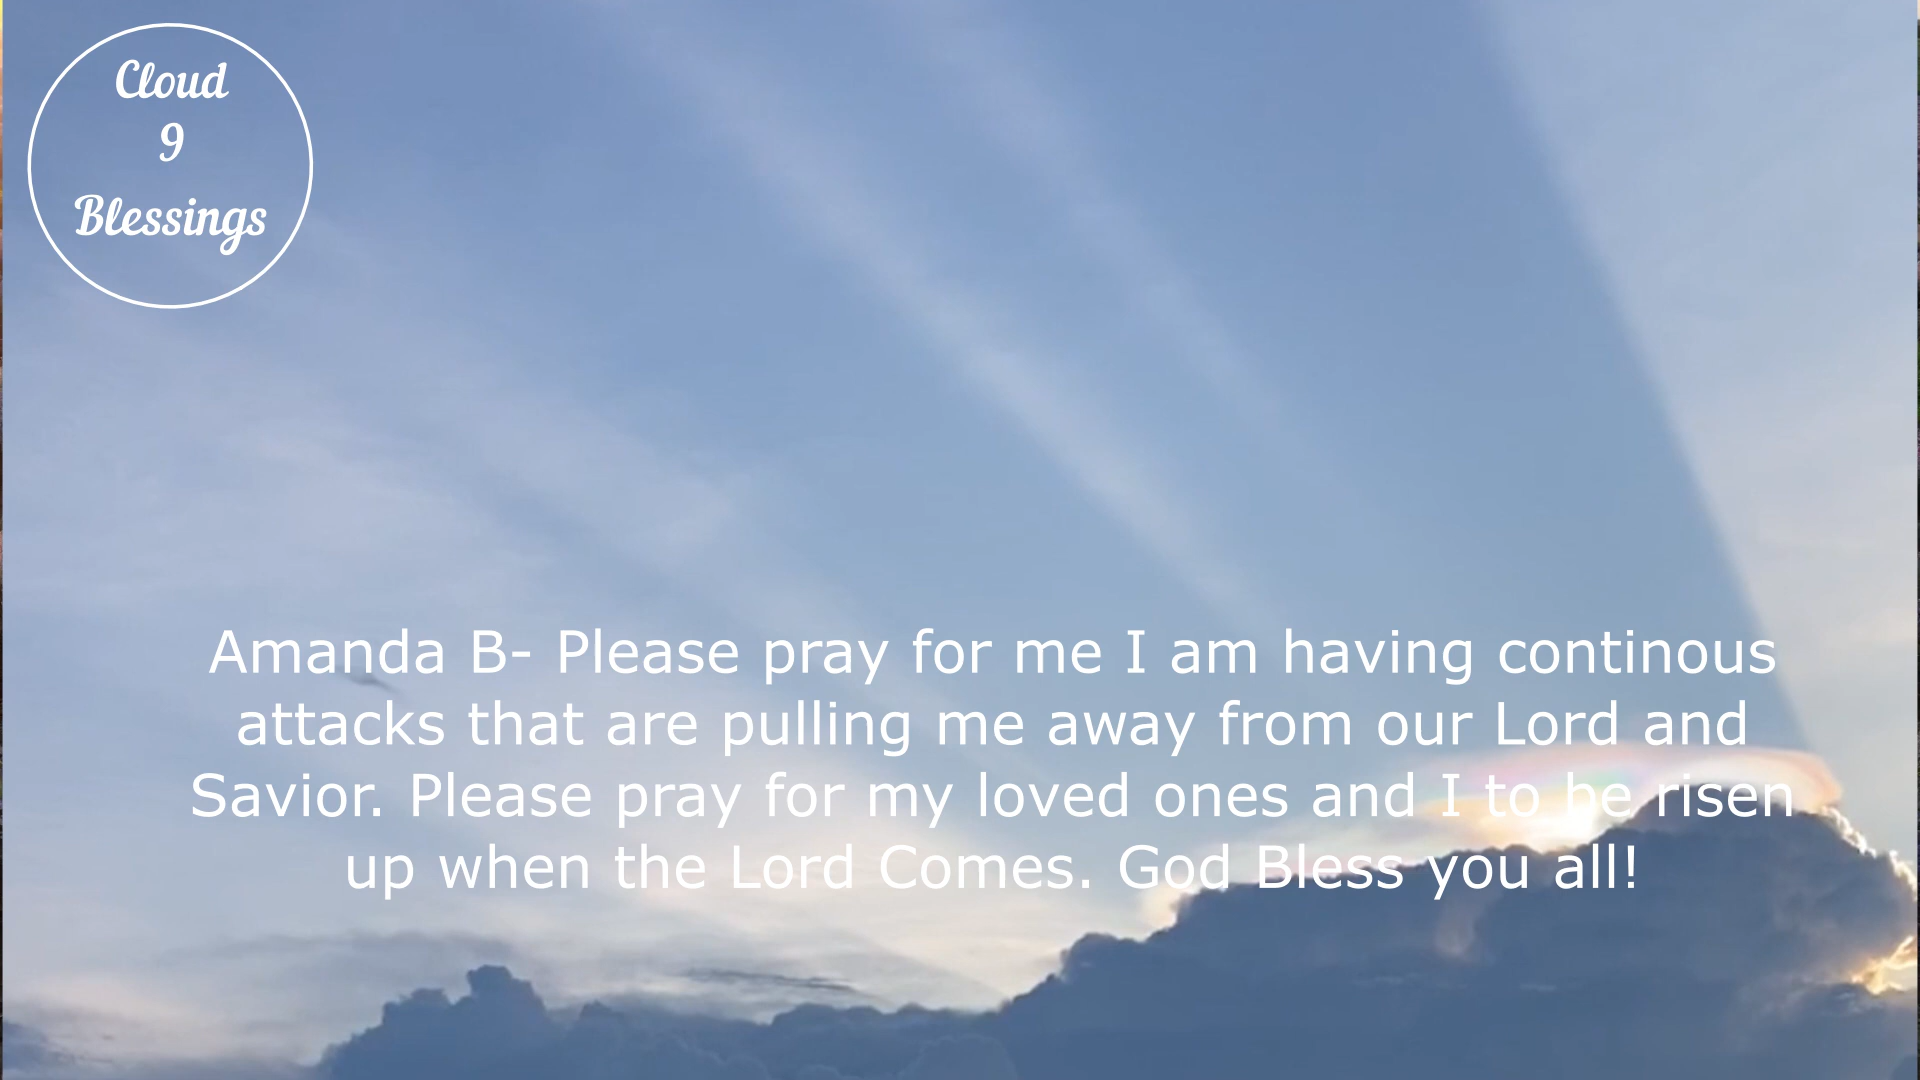 Cloud
9
Blessings
Amanda B- Please pray for me I am having continous
attacks that are pulling me away from our Lord and
Savior. Please pray for my loved ones and I to be risen
up when the Lord Comes. God Bless you all!